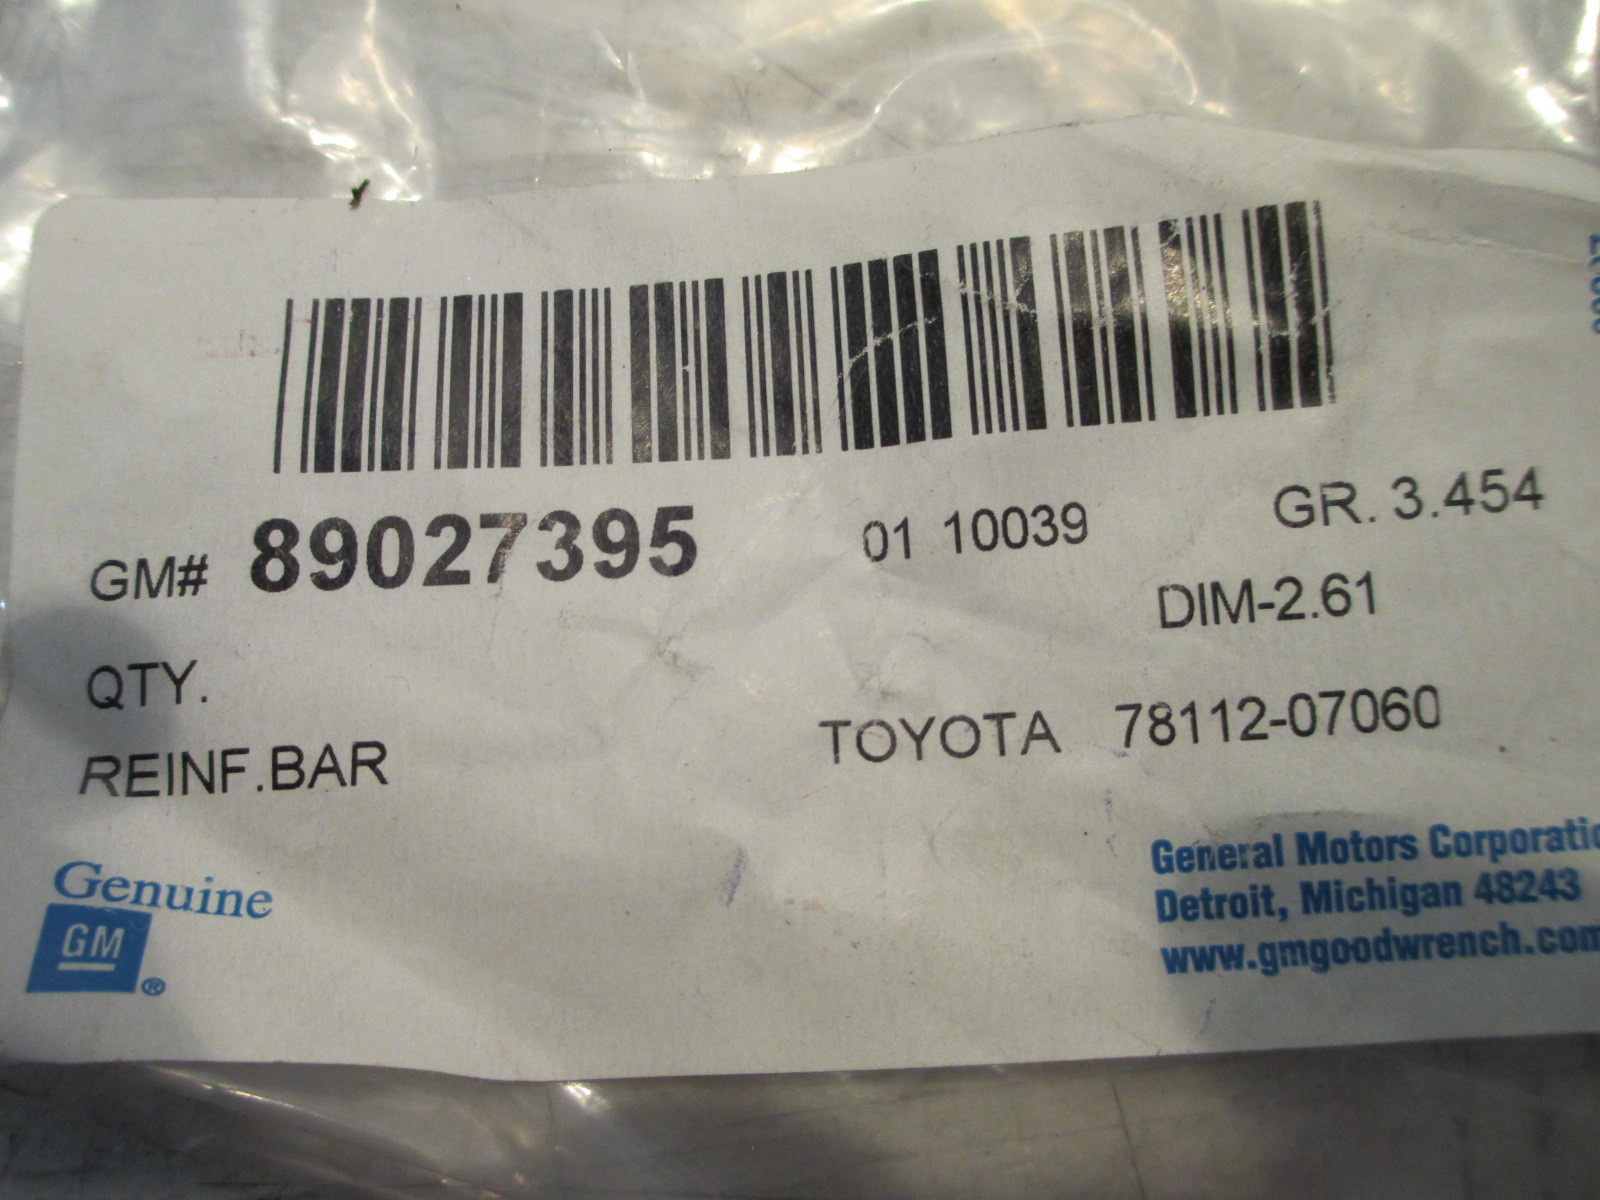 GM# 89027395 01 10039 GR. 3.454
DIM-2.61
QTY.
REINF.BAR TOYOTA 78112-07060
Genuine
GM ®
General Motors Corporatio
Detroit, Michigan 48243
www.gmgoodwrench.com